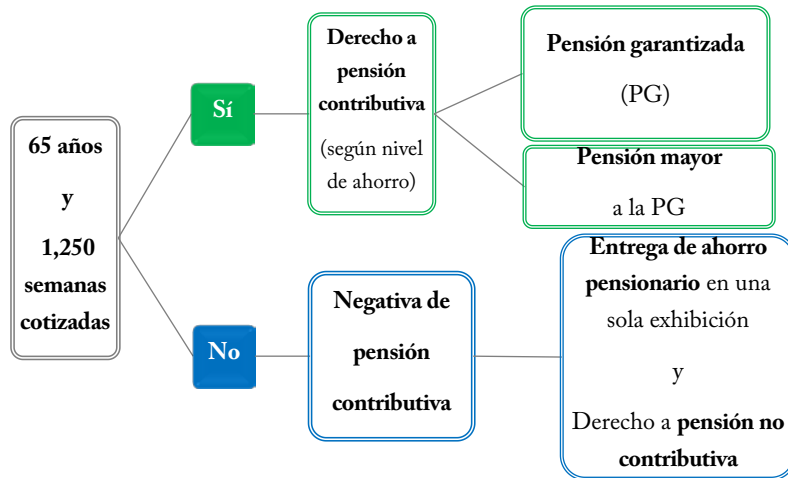 65 años
y
1,250
semanas
cotizadas
Sí
Derecho a
pensión
contributiva
(según nivel
de ahorro)
Pensión garantizada
(PG)
Pensión mayor
a la PG
No
Negativa de
pensión
contributiva
Entrega de ahorro
pensionario en una
sola exhibición
y
Derecho a pensión no
contributiva